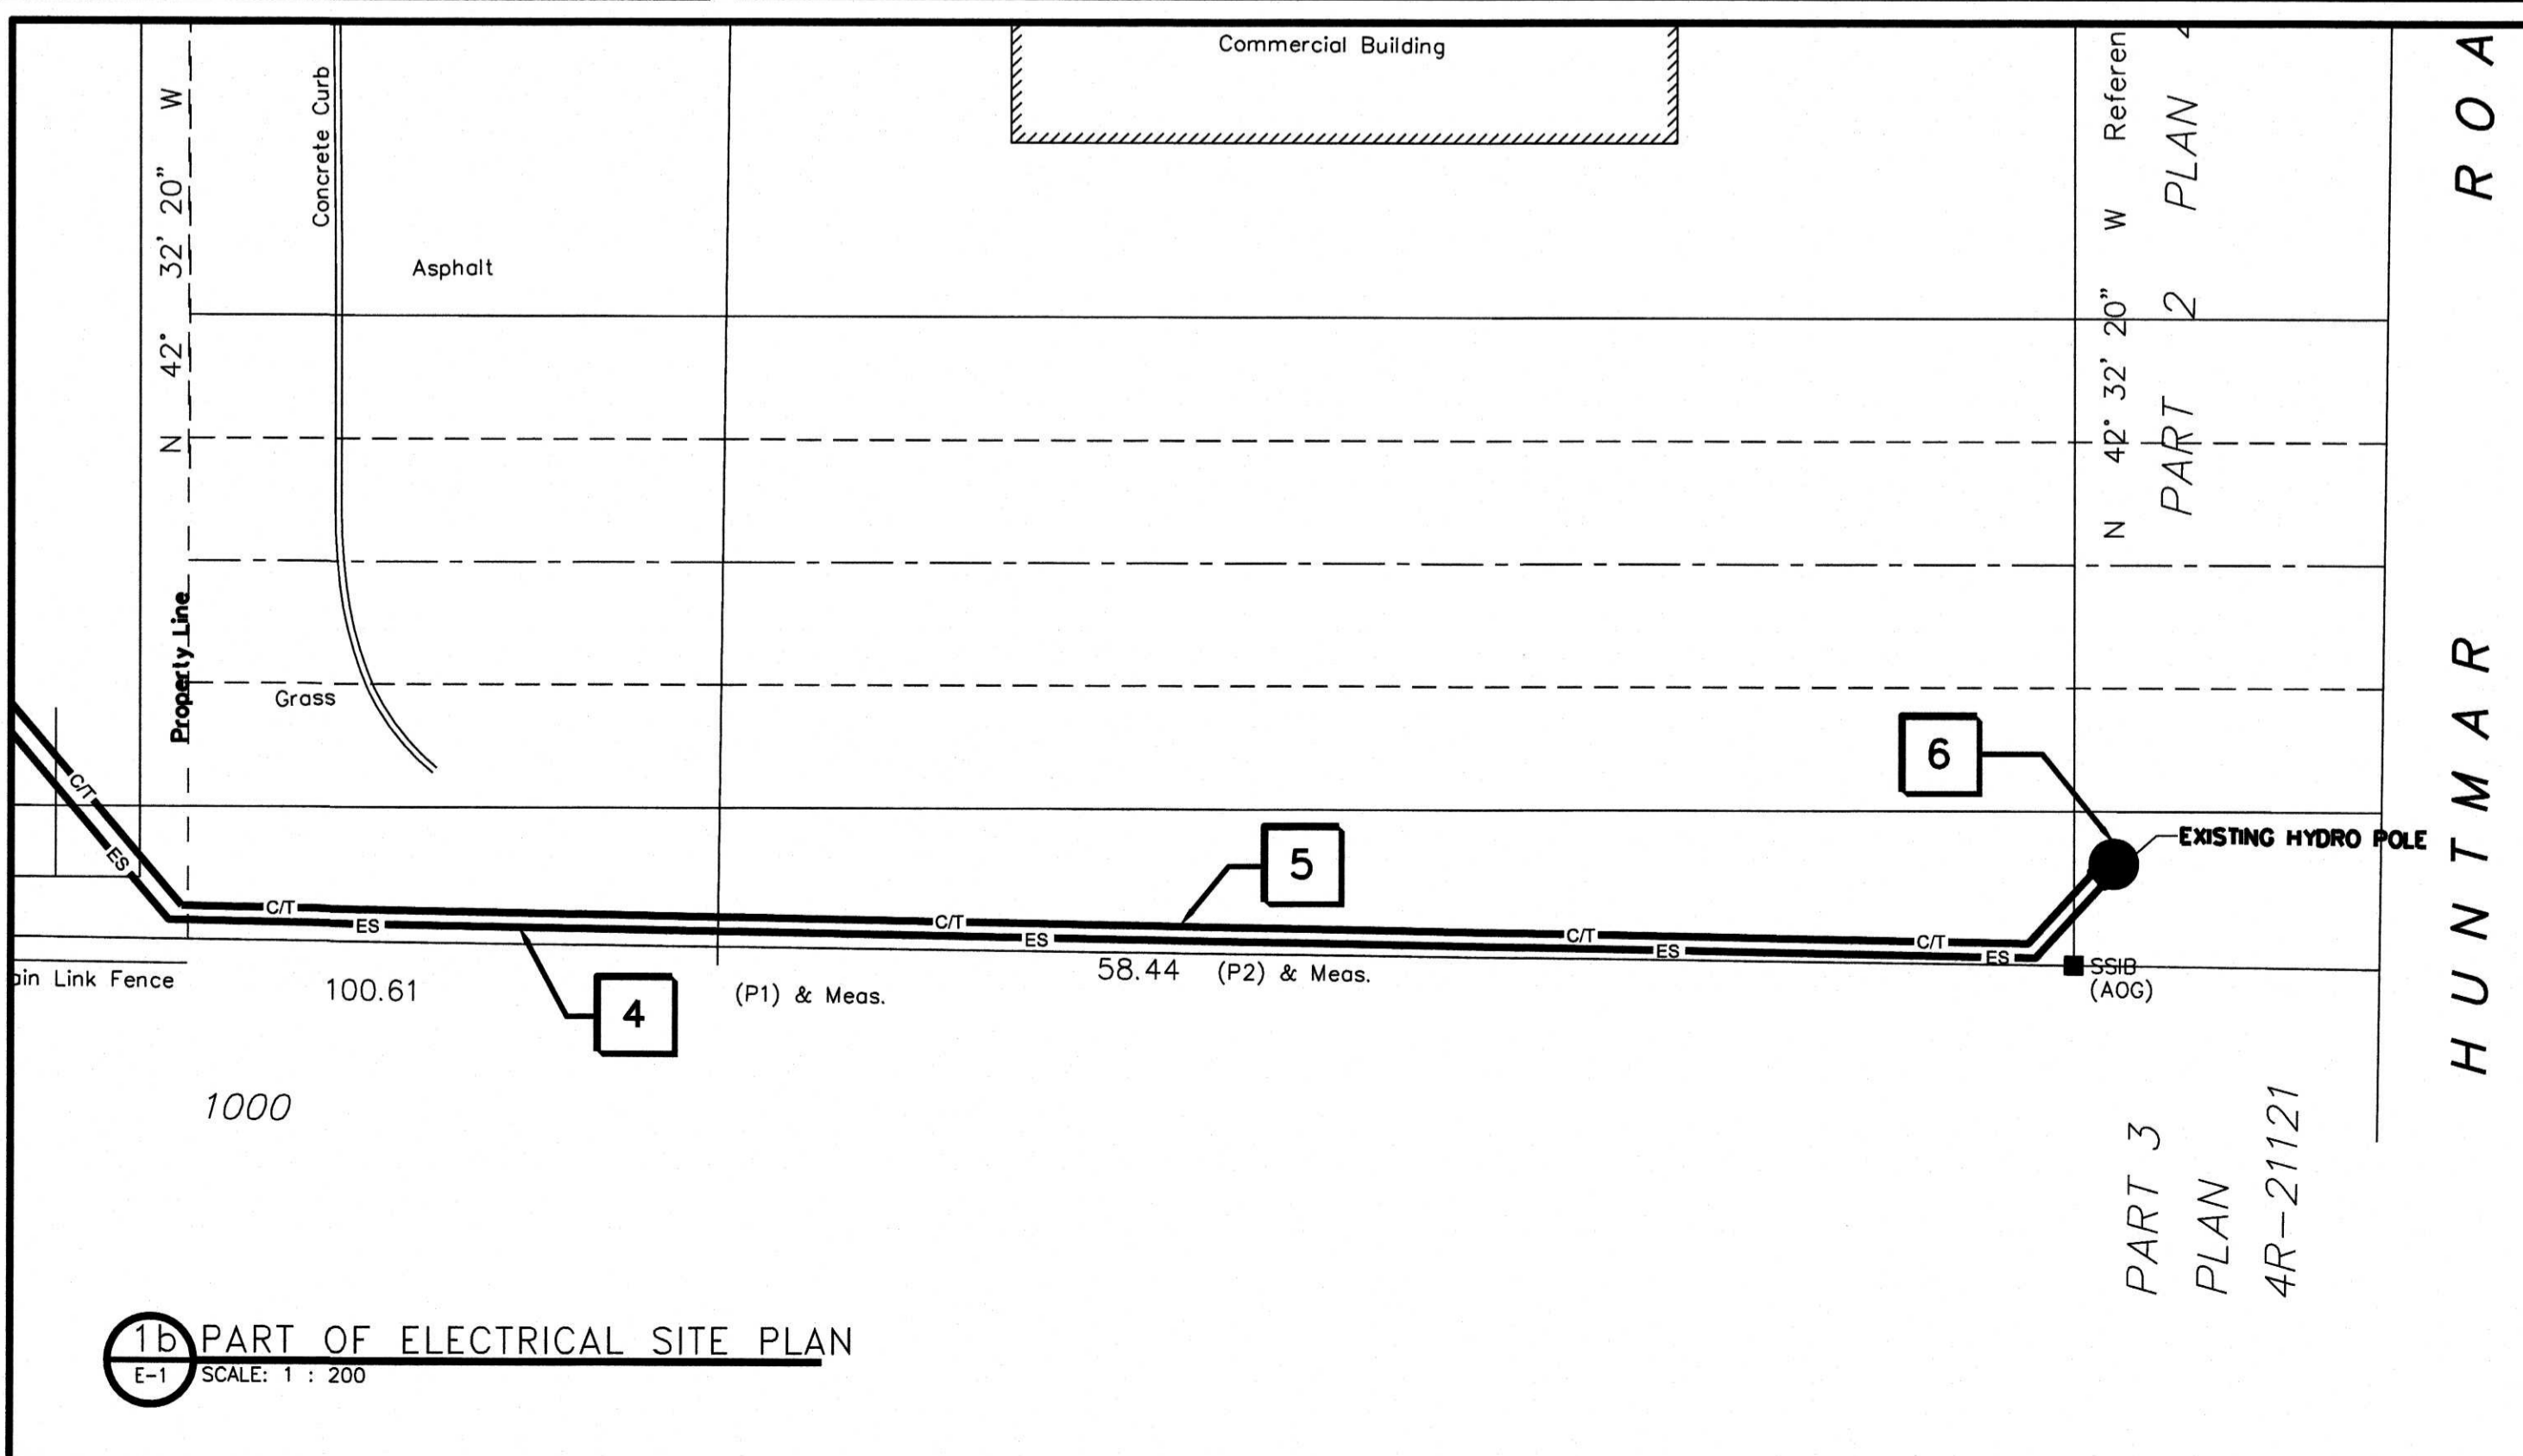 Commercial Building
Concrete Curb
N 42° 32' 20" W
Asphalt
N 42° 32' 20" W Referen
PART 2 PLAN
HUNTMAR ROA
Property Line
Grass
6
EXISTING HYDRO POLE
5
C/T
ES
C/T
ES
C/T
ES
C/T
ES
C/T
ES
SSIB
(AOG)
Link Fence
100.61
(P1) & Meas.
58.44 (P2) & Meas.
4
1000
PART 3
PLAN
4R-21121
1b PART OF ELECTRICAL SITE PLAN
E-1 SCALE: 1 : 200